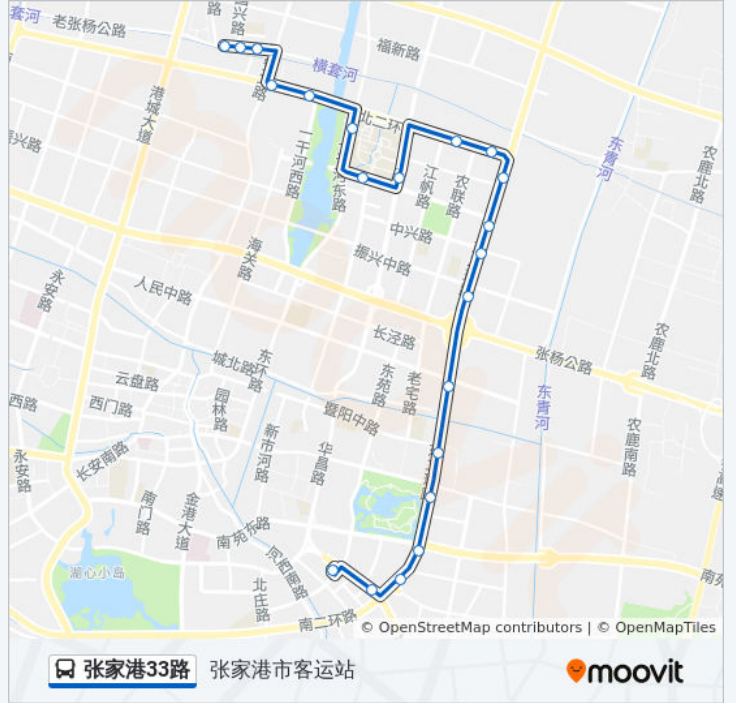 套河
老张杨公路
兴路
路
福新路
横套河
港城大道
路
北二环
东青河
农鹿北路
一干河西路
河东路
江帆路
农联路
兴路
中兴路
海关路
振兴中路
永安路
人民中路
长泾路
张杨公路
农鹿北路
城北路
东环路
云盘路
东苑路
老宅路
东青河
西路
西门路
园林路
暨阳中路
永安路
长安南路
新市河路
华昌路
农鹿南路
高速
南门路
金港大道
南苑东路
湖心小岛
北庄路
南二环路
南苑
© OpenStreetMap contributors | © OpenMapTiles
张家港33路 张家港市客运站
moovit